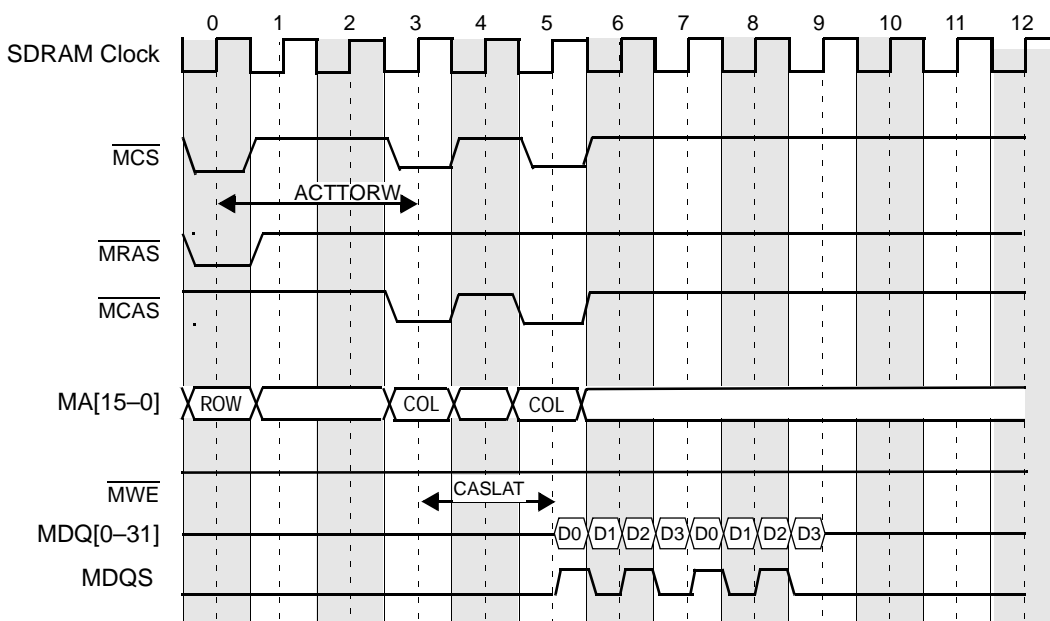 0 1 2 3 4 5 6 7 8 9 10 11 12
SDRAM Clock
MCS
ACTTORW
MRAS
MCAS
MA[15–0] ROW COL COL
MWE CASLAT
MDQ[0–31] D0 D1 D2 D3 D0 D1 D2 D3
MDQS